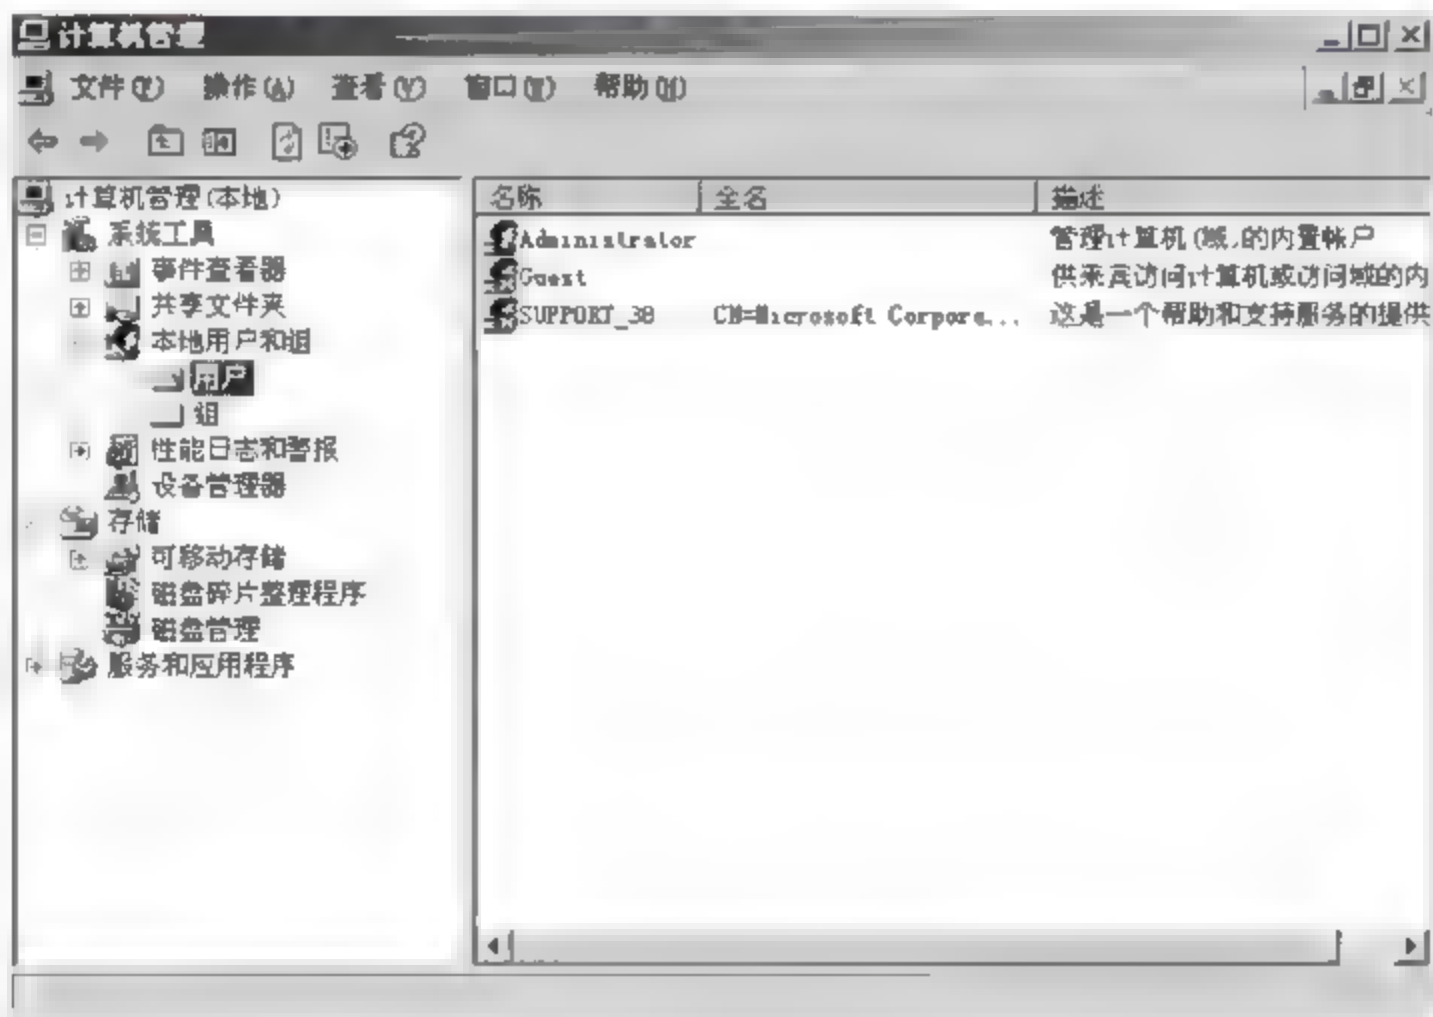 计算机管理
文件(F) 操作(A) 查看(V) 窗口(W) 帮助(H)
计算机管理(本地)
系统工具
事件查看器
共享文件夹
本地用户和组
用户
组
性能日志和警报
设备管理器
存储
可移动存储
磁盘碎片整理程序
磁盘管理
服务和应用程序
名称 全名 描述
Administrator 管理计算机(域)的内置帐户
Guest 供来宾访问计算机或访问域的内
SUPPORT_38 CN=Microsoft Corpora... 这是一个帮助和支持服务的提供